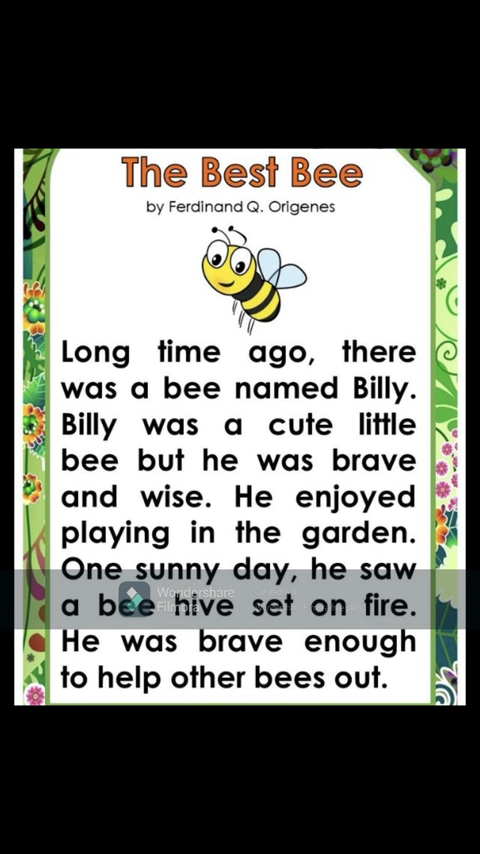 The Best Bee
by Ferdinand Q. Origenes
Long time ago, there
was a bee named Billy.
Billy was a cute little
bee but he was brave
and wise. He enjoyed
playing in the garden.
One sunny day, he saw
a bee hive set on fire.
He was brave enough
to help other bees out.
Wondershare
Filmora